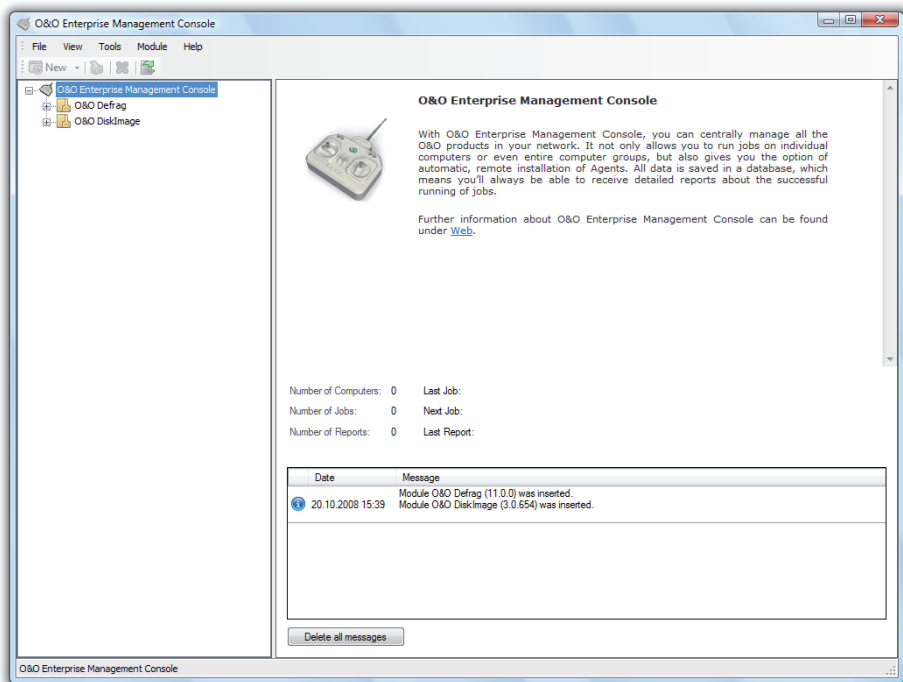 O&O Enterprise Management Console
File View Tools Module Help
New
O&O Enterprise Management Console
O&O Defrag
O&O DiskImage
O&O Enterprise Management Console
With O&O Enterprise Management Console, you can centrally manage all the
O&O products in your network. It not only allows you to run jobs on individual
computers or even entire computer groups, but also gives you the option of
automatic, remote installation of Agents. All data is saved in a database, which
means you'll always be able to receive detailed reports about the successful
running of jobs.
Further information about O&O Enterprise Management Console can be found
under Web.
Number of Computers: 0 Last Job:
Number of Jobs: 0 Next Job:
Number of Reports: 0 Last Report:
Date Message
Module O&O Defrag (11.0.0) was inserted.
20.10.2008 15:39 Module O&O DiskImage (3.0.654) was inserted.
Delete all messages
O&O Enterprise Management Console